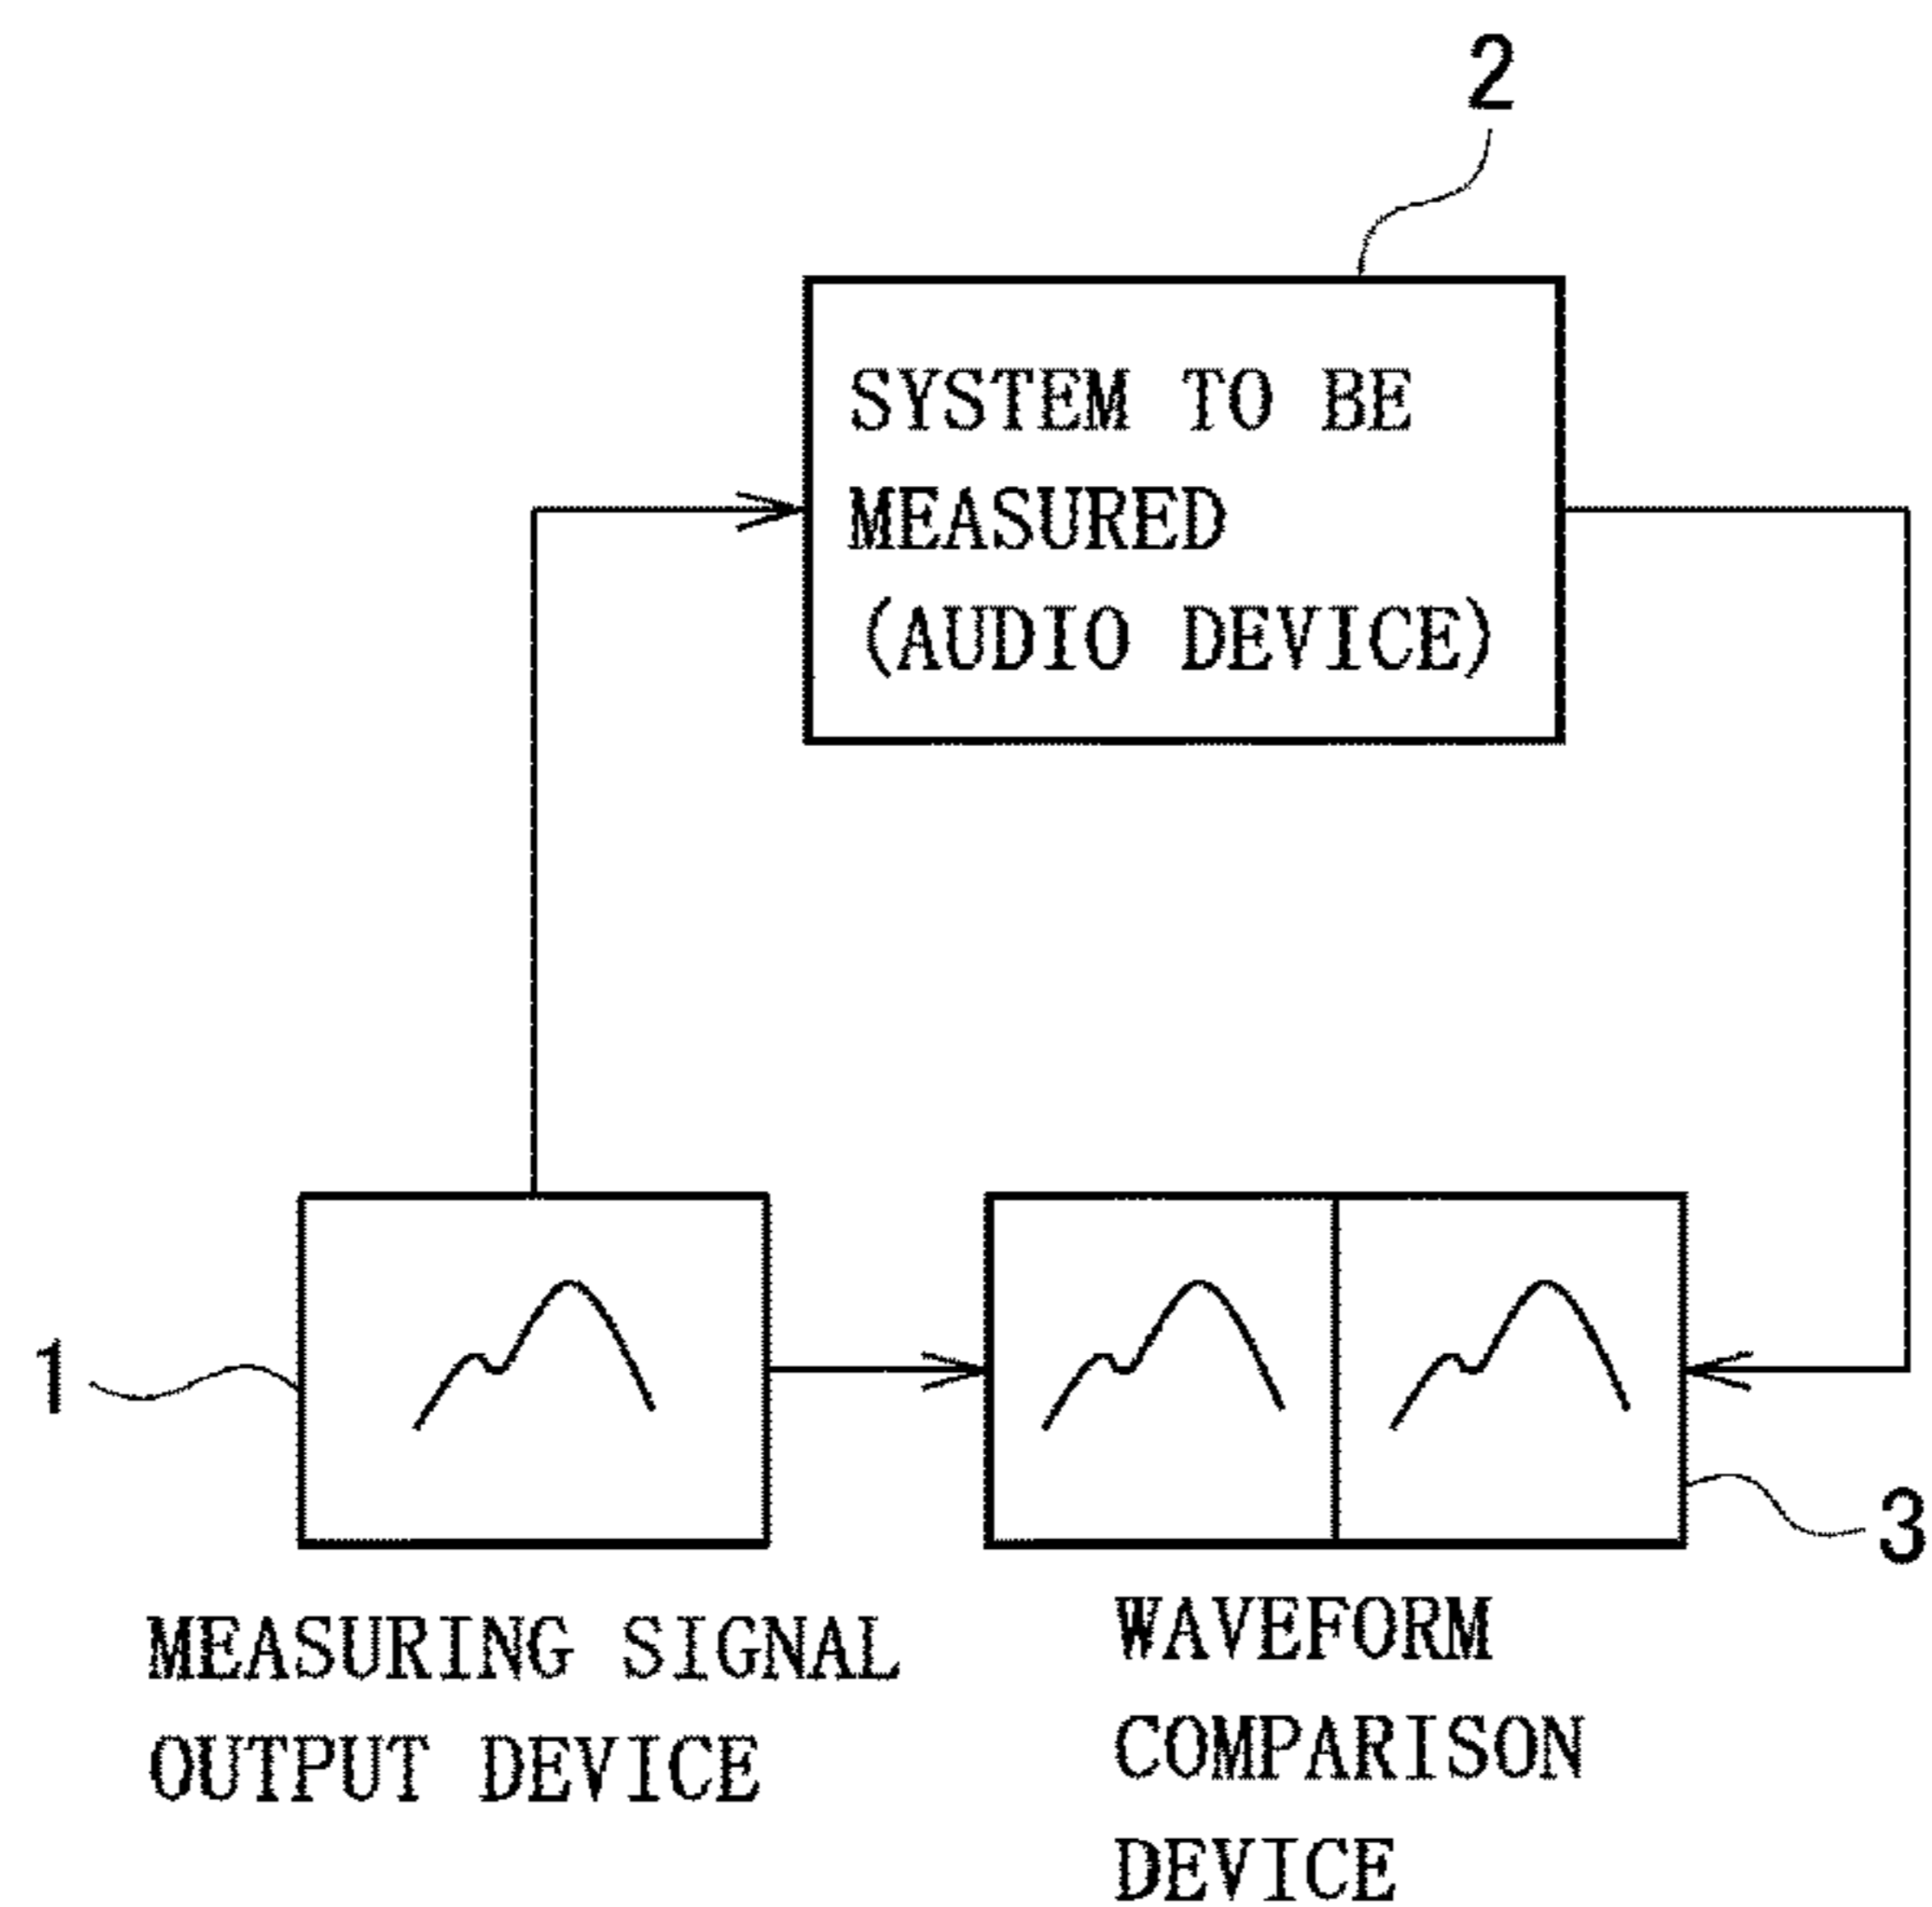 2
SYSTEM TO BE
MEASURED
(AUDIO DEVICE)
1
3
MEASURING SIGNAL
OUTPUT DEVICE
WAVEFORM
COMPARISON
DEVICE